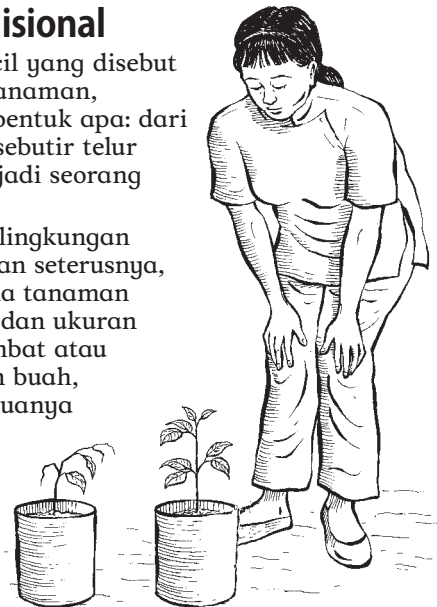 isional
cil yang disebut
anaman,
bentuk apa: dari
sebutir telur
jadi seorang
lingkungan
an seterusnya,
a tanaman
dan ukuran
mbat atau
n buah,
uanya